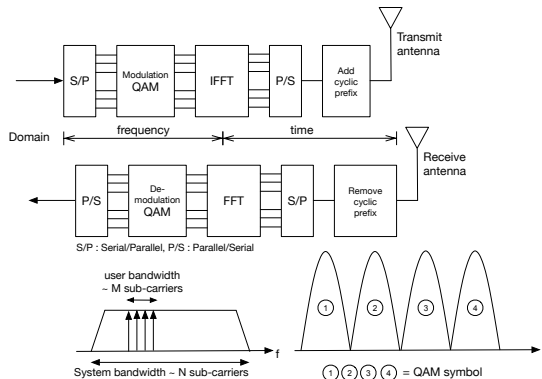 Transmit
antenna
S/P
Modulation
QAM
IFFT
P/S
Add
cyclic
prefix
Domain
frequency
time
Receive
antenna
P/S
De-
modulation
QAM
FFT
S/P
Remove
cyclic
prefix
S/P : Serial/Parallel, P/S : Parallel/Serial
user bandwidth
~ M sub-carriers
f
System bandwidth ~ N sub-carriers
1
2
3
4
1 2 3 4 = QAM symbol